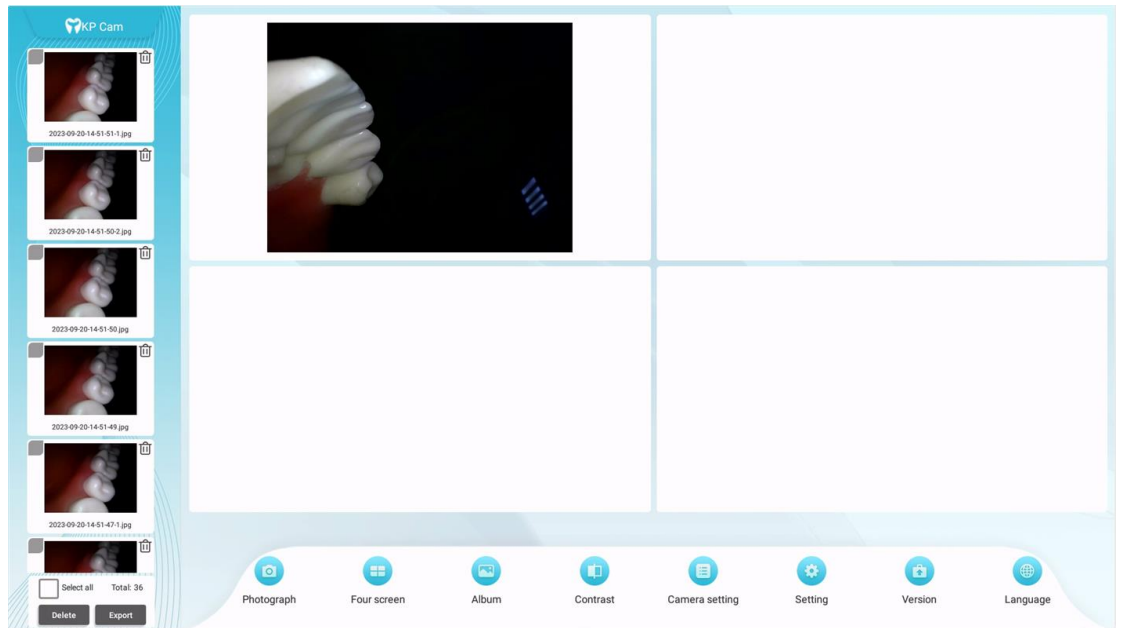 KP Cam
2023-09-20-14-51-51-1.jpg
2023-09-20-14-51-50-2.jpg
2023-09-20-14-51-50.jpg
2023-09-20-14-51-49.jpg
2023-09-20-14-51-47-1.jpg
Select all Total: 36
Delete Export
Photograph Four screen Album Contrast Camera setting Setting Version Language